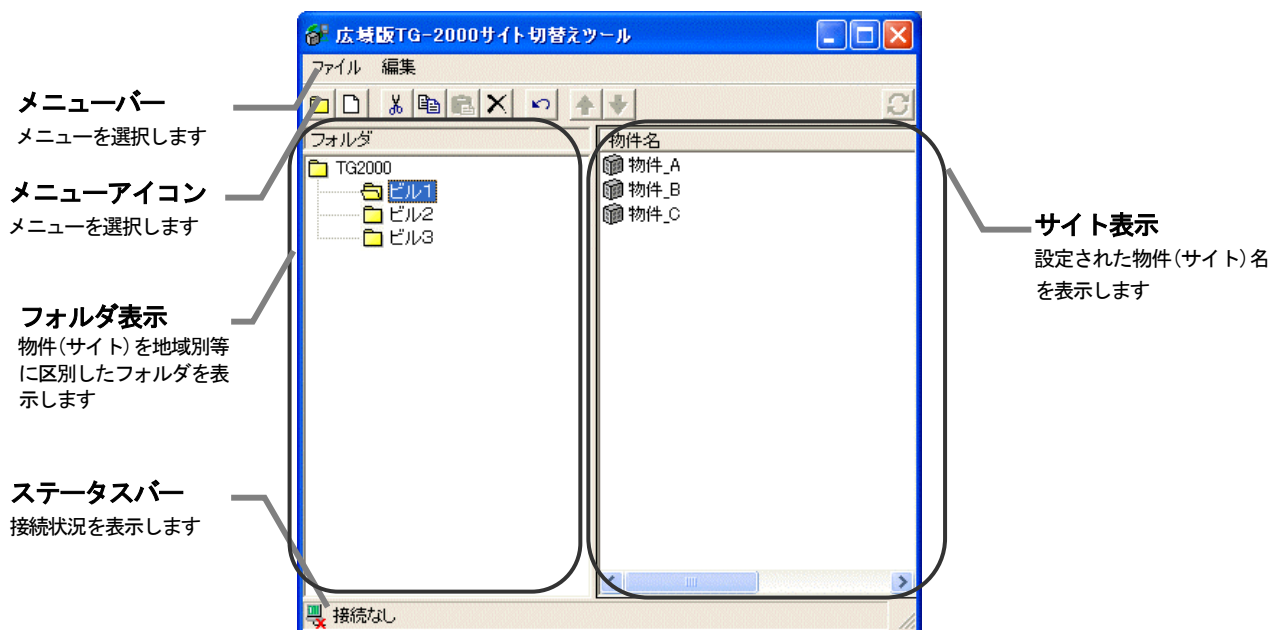 広域版TG-2000サイト切替えツール
ファイル 編集
メニューバー
メニューを選択します
メニューアイコン
メニューを選択します
フォルダ表示
物件(サイト)を地域別等
に区別したフォルダを表
示します
ステータスバー
接続状況を表示します
フォルダ
TG2000
ビル1
ビル2
ビル3
物件名
物件_A
物件_B
物件_C
サイト表示
設定された物件(サイト)名
を表示します
接続なし